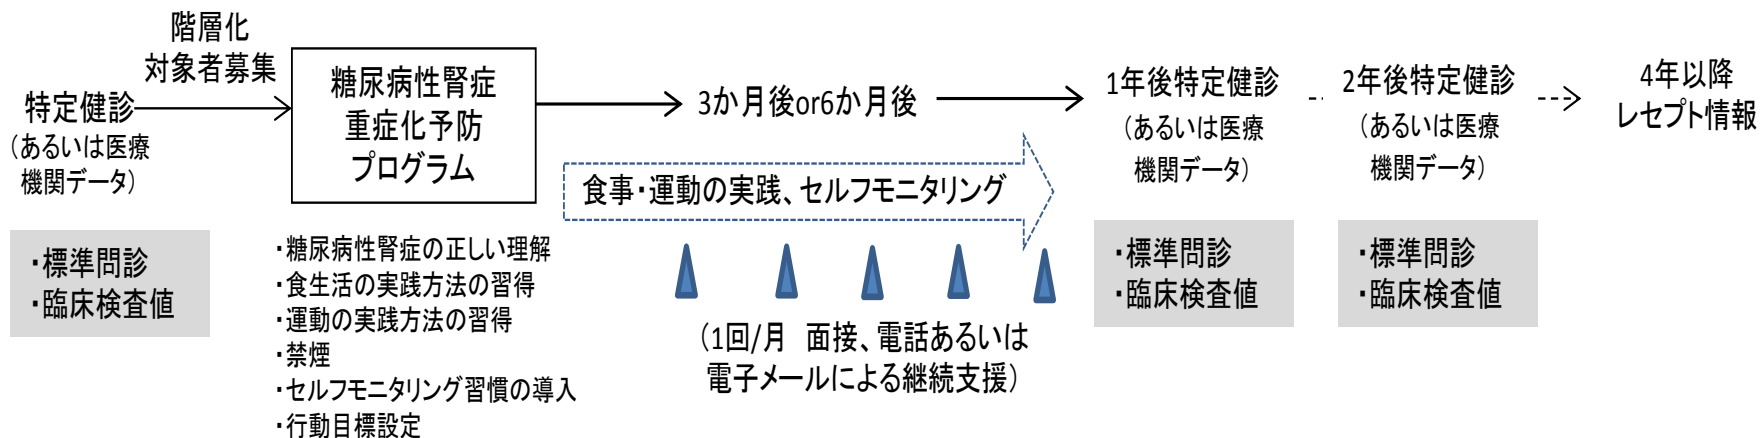 階層化
対象者募集
特定健診
（あるいは医療
機関データ）
・標準問診
・臨床検査値
糖尿病性腎症
重症化予防
プログラム
・糖尿病性腎症の正しい理解
・食生活の実践方法の習得
・運動の実践方法の習得
・禁煙
・セルフモニタリング習慣の導入
・行動目標設定
3か月後or6か月後
食事・運動の実践、セルフモニタリング
（1回/月　面接、電話あるいは
電子メールによる継続支援）
1年後特定健診
（あるいは医療
機関データ）
・標準問診
・臨床検査値
2年後特定健診
（あるいは医療
機関データ）
・標準問診
・臨床検査値
4年以降
レセプト情報